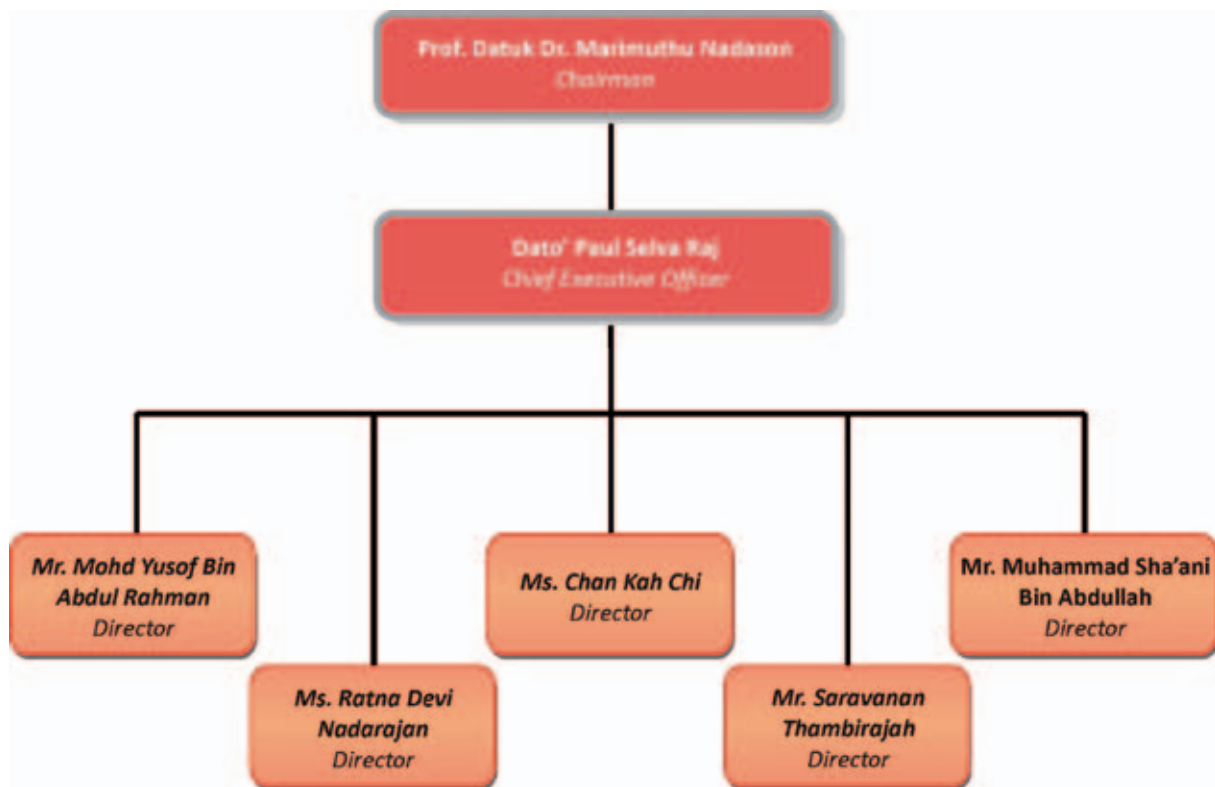 Prof. Datuk Dr. Marimuthu Nadason
Chairman
Dato' Paul Selva Raj
Chief Executive Officer
Mr. Mohd Yusof Bin
Abdul Rahman
Director
Ms. Ratna Devi
Nadarajan
Director
Ms. Chan Kah Chi
Director
Mr. Saravanan
Thambirajah
Director
Mr. Muhammad Sha'ani
Bin Abdullah
Director